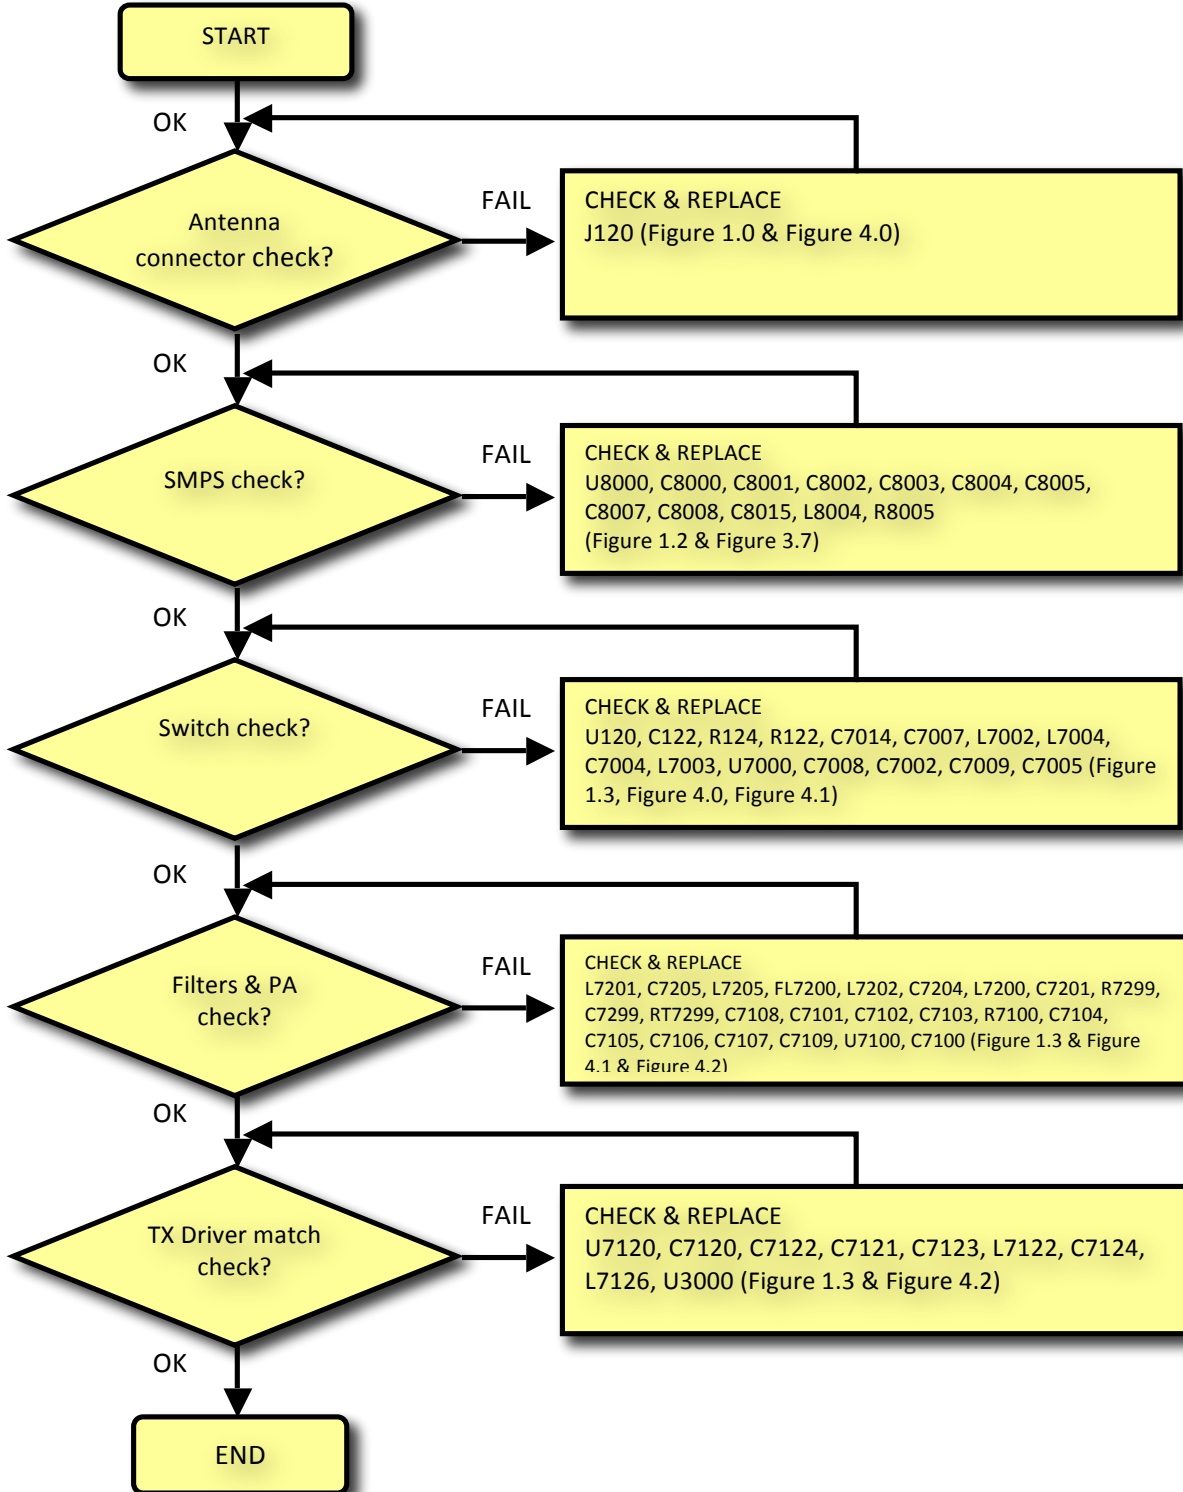 START
OK
Antenna
connector check?
FAIL
CHECK & REPLACE
J120 (Figure 1.0 & Figure 4.0)
OK
SMPS check?
FAIL
CHECK & REPLACE
U8000, C8000, C8001, C8002, C8003, C8004, C8005,
C8007, C8008, C8015, L8004, R8005
(Figure 1.2 & Figure 3.7)
OK
Switch check?
FAIL
CHECK & REPLACE
U120, C122, R124, R122, C7014, C7007, L7002, L7004,
C7004, L7003, U7000, C7008, C7002, C7009, C7005 (Figure
1.3, Figure 4.0, Figure 4.1)
OK
Filters & PA
check?
FAIL
CHECK & REPLACE
L7201, C7205, L7205, FL7200, L7202, C7204, L7200, C7201, R7299,
C7299, RT7299, C7108, C7101, C7102, C7103, R7100, C7104,
C7105, C7106, C7107, C7109, U7100, C7100 (Figure 1.3 & Figure
4.1 & Figure 4.2)
OK
TX Driver match
check?
FAIL
CHECK & REPLACE
U7120, C7120, C7122, C7121, C7123, L7122, C7124,
L7126, U3000 (Figure 1.3 & Figure 4.2)
OK
END